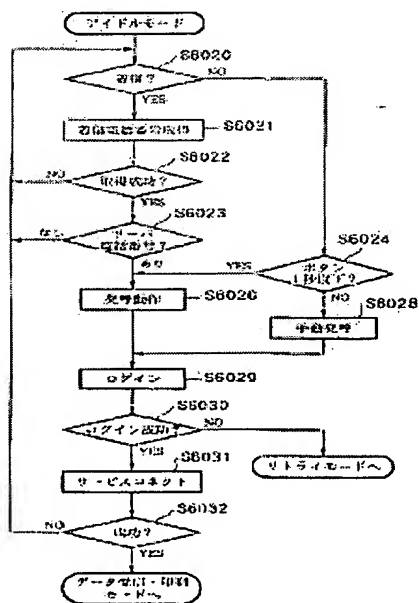 アイドルモード
S6020
着信?
NO
YES
着信電話番号取得
S6021
S6022
NO
取得成功?
YES
S6023
なし
サーバ
電話番号?
あり
S6024
YES
ボタン
1秒以下?
NO
発呼動作
S6026
S6028
手動発呼
ログイン
S6029
S6030
ログイン成功?
NO
YES
リトライモードへ
S6031
サービスコネクト
S6032
NO
成功?
YES
データ受信・印刷
モードへ